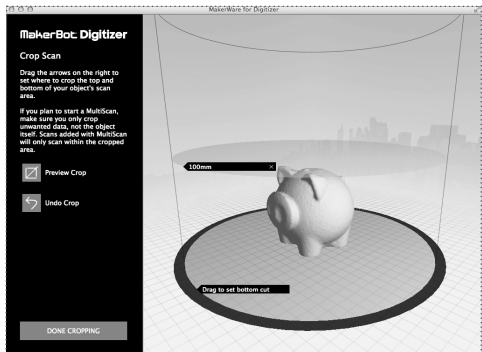 MakerWare for Digitizer
MakerBot. Digitizer
Crop Scan
Drag the arrows on the right to
set where to crop the top and
bottom of your object's scan
area.
If you plan to start a MultiScan,
make sure you only crop
unwanted data, not the object
itself. Scans added with MultiScan
will only scan within the cropped
area.
Preview Crop
Undo Crop
DONE CROPPING
100mm ×
Drag to set bottom cut